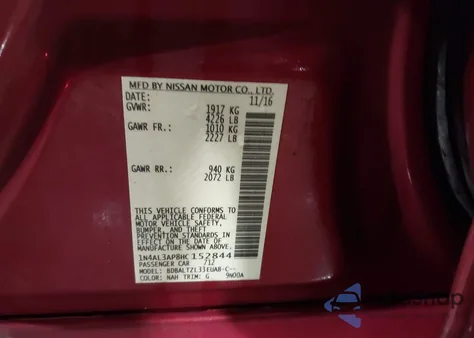 MFD BY NISSAN MOTOR CO., LTD.
DATE: 11/16
GVWR: 1917 KG
4226 LB
GAWR FR.: 1010 KG
2227 LB
GAWR RR.: 940 KG
2072 LB
THIS VEHICLE CONFORMS TO
ALL APPLICABLE FEDERAL
MOTOR VEHICLE SAFETY,
BUMPER, AND THEFT
PREVENTION STANDARDS
IN EFFECT ON THE DATE OF
MANUFACTURE SHOWN ABOVE.
1N4AL3AP8HC152844
PASSENGER CAR 712
MODEL: BDBALTZL33EUAB-C--
COLOR: NAH TRIM: G 9N00A